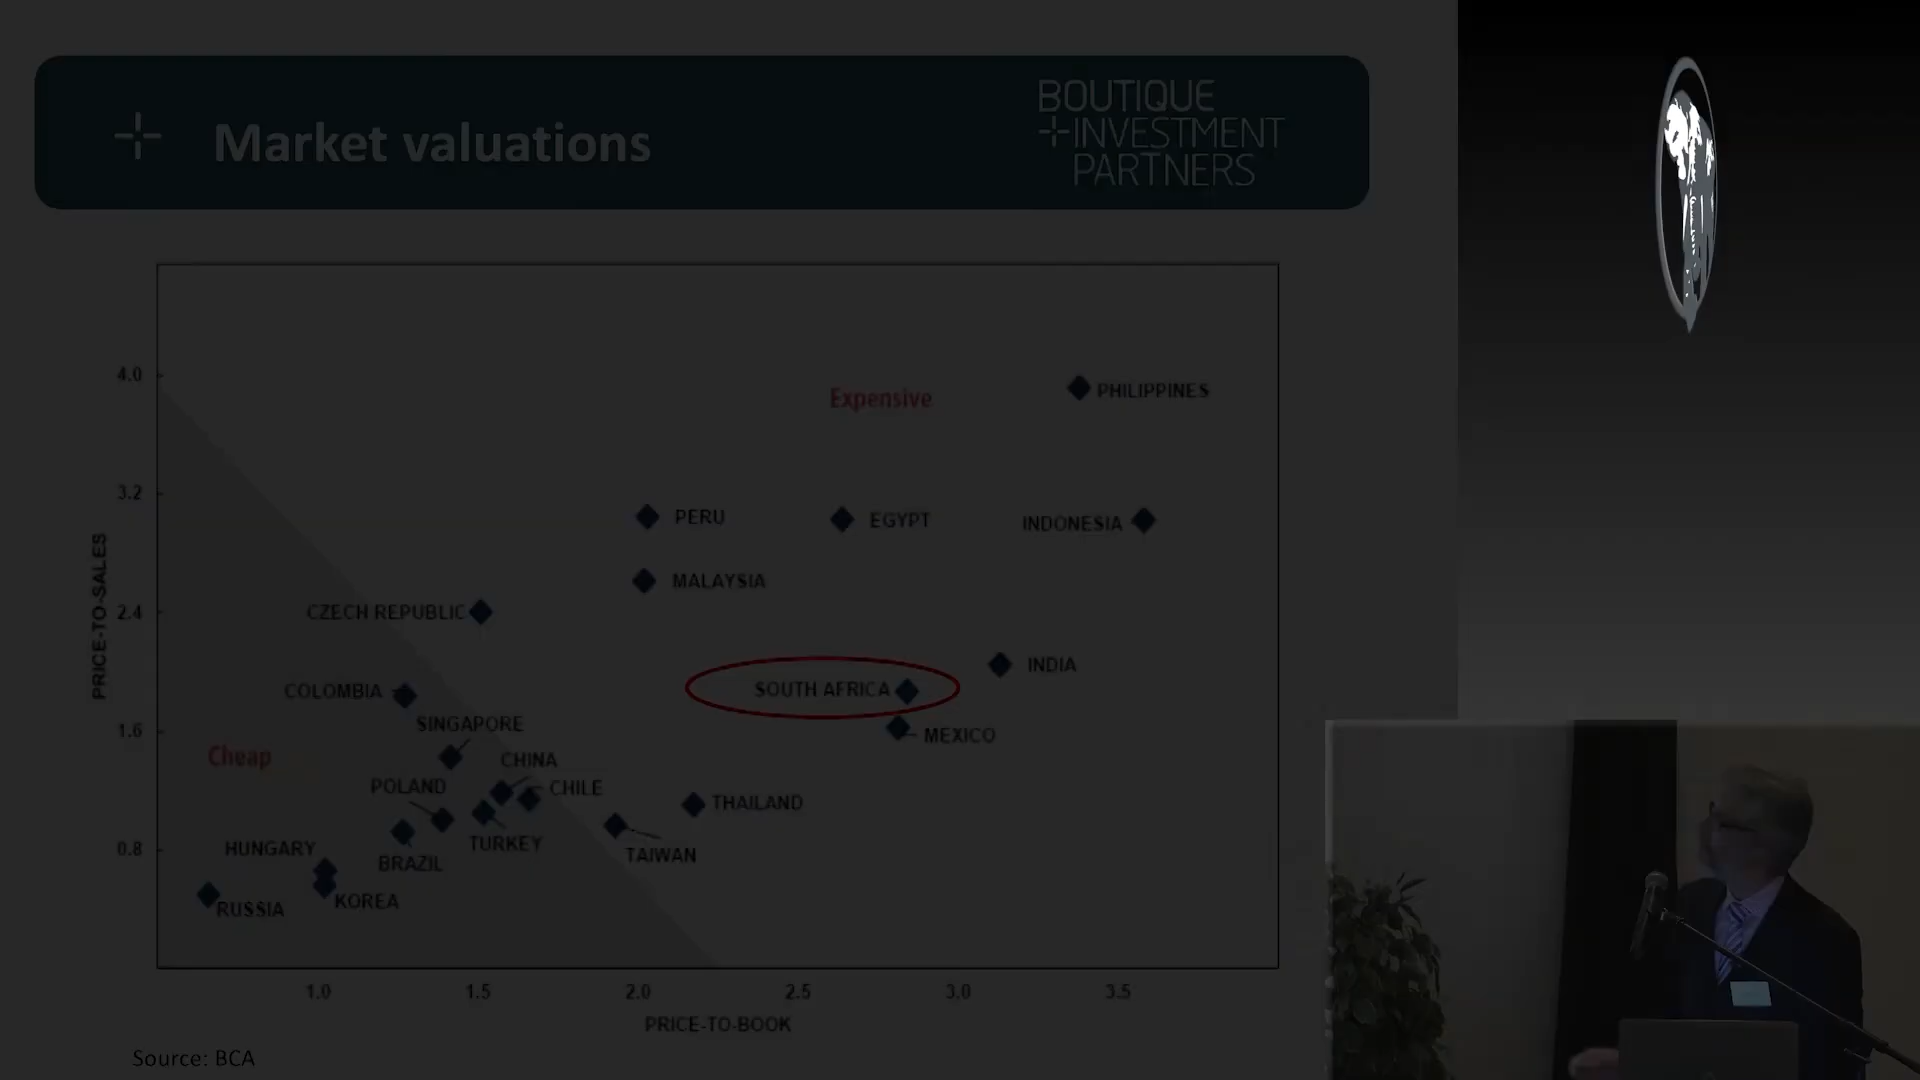 Market valuations
BOUTIQUE
INVESTMENT
PARTNERS
4.0
3.2
2.4
1.6
0.8
PRICE-TO-SALES
Expensive
PHILIPPINES
PERU
EGYPT
INDONESIA
MALAYSIA
CZECH REPUBLIC
INDIA
SOUTH AFRICA
COLOMBIA
SINGAPORE
MEXICO
Cheap
CHINA
POLAND
CHILE
THAILAND
TURKEY
HUNGARY
TAIWAN
BRAZIL
KOREA
RUSSIA
1.0 1.5 2.0 2.5 3.0 3.5
PRICE-TO-BOOK
Source: BCA